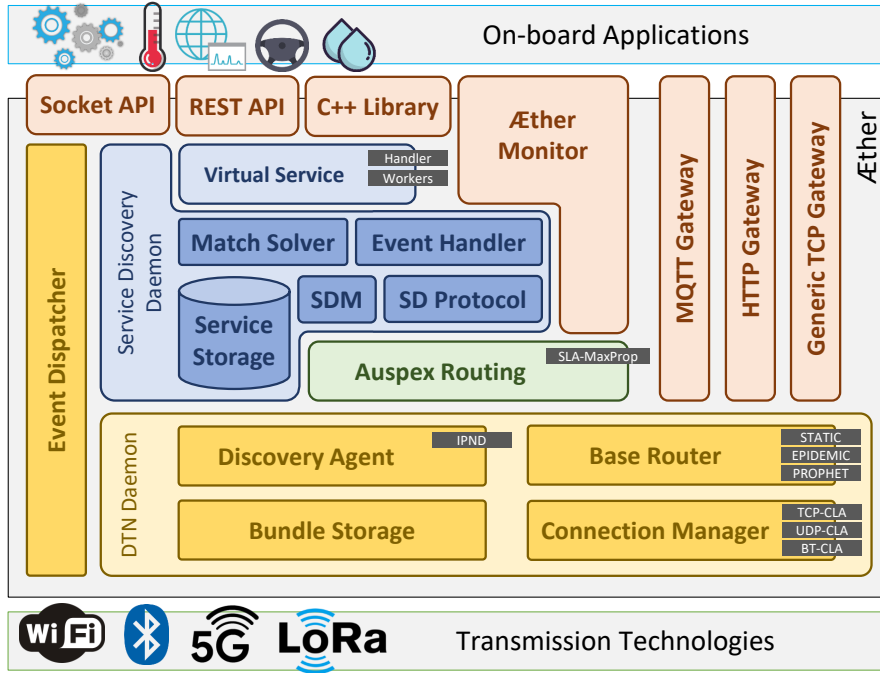 On-board Applications
Socket API
REST API
C++ Library
Æther
Monitor
MQTT Gateway
HTTP Gateway
Generic TCP Gateway
Æther
Event Dispatcher
Service Discovery
Daemon
Virtual Service
Handler
Workers
Match Solver
Event Handler
Service
Storage
SDM
SD Protocol
Auspex Routing
SLA-MaxProp
DTN Daemon
Discovery Agent
IPND
Base Router
STATIC
EPIDEMIC
PROPHET
Bundle Storage
Connection Manager
TCP-CLA
UDP-CLA
BT-CLA
Wi Fi
5G
LoRa
Transmission Technologies